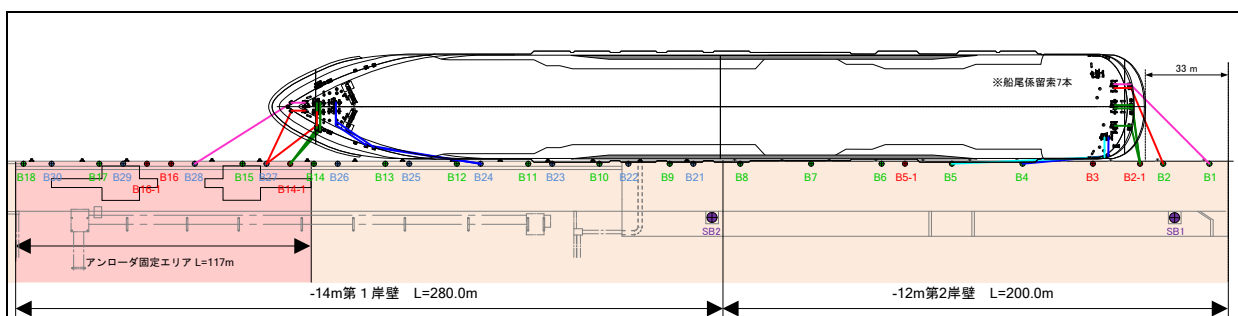 33 m
※船尾係留索7本
B18
B30
B17
B29
B16-1
B16
B28
B15
B27
B14-1
B14
B26
B13
B25
B12
B24
B11
B23
B10
B22
B9
B21
B8
B7
B6
B5-1
B5
B4
B3
B2-1
B2
B1
SB2
SB1
アンローダ固定エリア L=117m
-14m第1岸壁 L=280.0m
-12m第2岸壁 L=200.0m